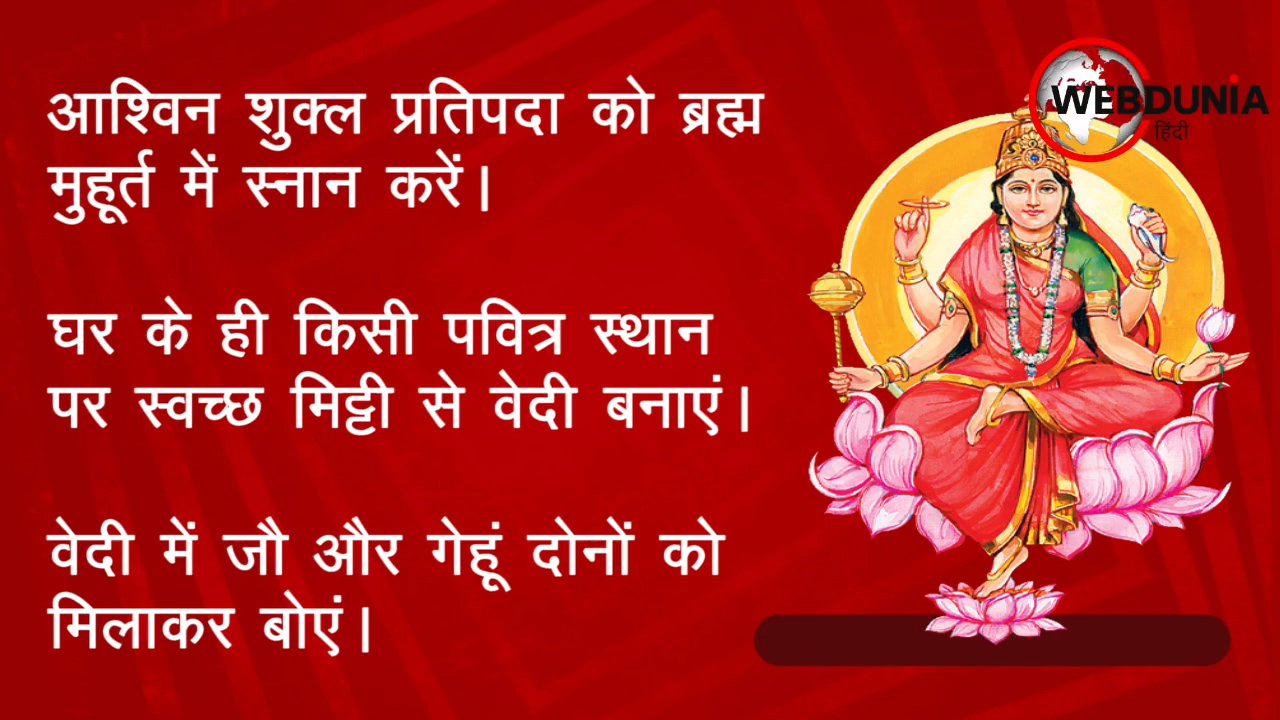 आश्विन शुक्ल प्रतिपदा को ब्रह्म
मुहूर्त में स्नान करें।
घर के ही किसी पवित्र स्थान
पर स्वच्छ मिट्टी से वेदी बनाएं।
वेदी में जौ और गेहूं दोनों को
मिलाकर बोएं।
WEBDUNIA
हिंदी